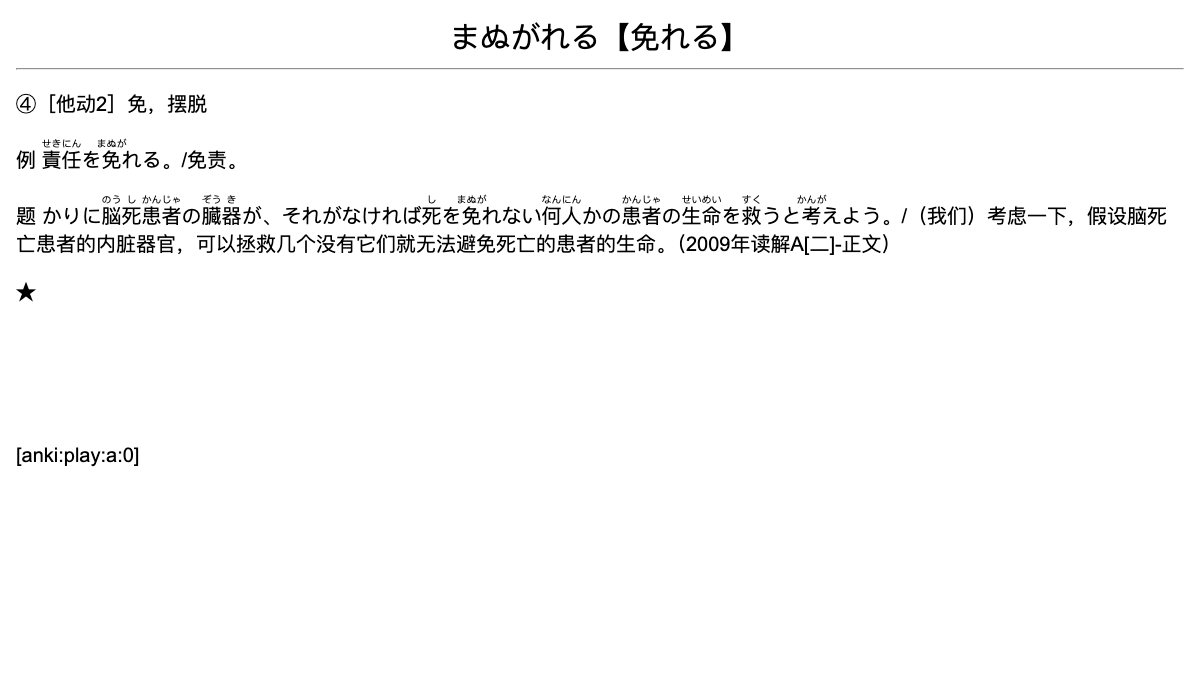 まぬがれる【免れる】
④［他动2］免，摆脱
せきにん まぬが
例 責任を免れる。/免责。
のう し かんじゃ ぞう き し まぬが なんにん かんじゃ せいめい すく かんが
题 かりに脳死患者の臓器が、それがなければ死を免れない何人かの患者の生命を救うと考えよう。/（我们）考虑一下，假设脑死
亡患者的内脏器官，可以拯救几个没有它们就无法避免死亡的患者的生命。（2009年读解A[二]-正文）
★
[anki:play:a:0]